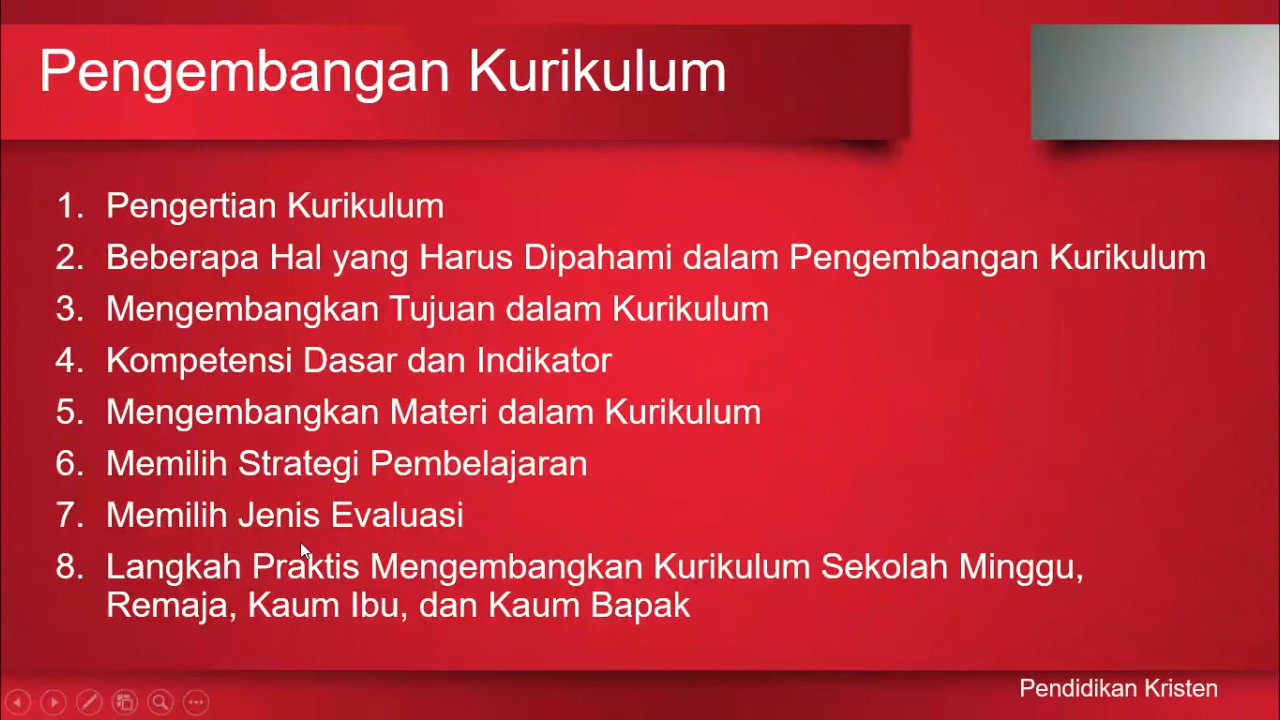 Pengembangan Kurikulum
1. Pengertian Kurikulum
2. Beberapa Hal yang Harus Dipahami dalam Pengembangan Kurikulum
3. Mengembangkan Tujuan dalam Kurikulum
4. Kompetensi Dasar dan Indikator
5. Mengembangkan Materi dalam Kurikulum
6. Memilih Strategi Pembelajaran
7. Memilih Jenis Evaluasi
8. Langkah Praktis Mengembangkan Kurikulum Sekolah Minggu,
Remaja, Kaum Ibu, dan Kaum Bapak
Pendidikan Kristen